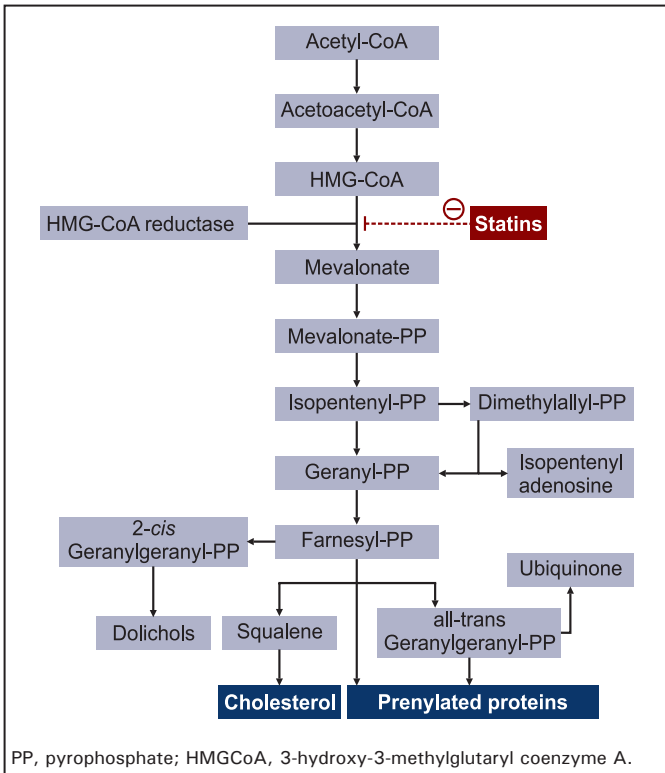 Acetyl-CoA
Acetoacetyl-CoA
HMG-CoA
HMG-CoA reductase
Statins
Mevalonate
Mevalonate-PP
Isopentenyl-PP
Dimethylallyl-PP
Geranyl-PP
Isopentenyl
adenosine
2-cis
Geranylgeranyl-PP
Farnesyl-PP
Ubiquinone
Dolichols
Squalene
all-trans
Geranylgeranyl-PP
Cholesterol
Prenylated proteins
PP, pyrophosphate; HMGCoA, 3-hydroxy-3-methylglutaryl coenzyme A.